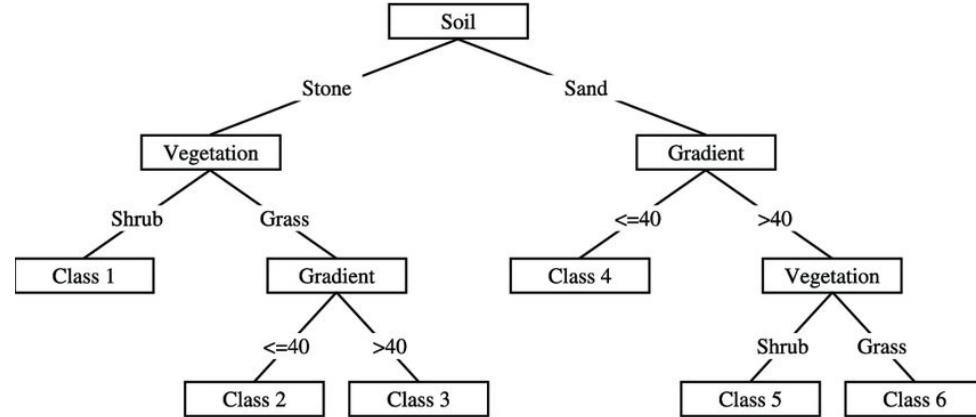 Soil
Stone Sand
Vegetation Gradient
Shrub Grass <=40 >40
Class 1 Gradient Class 4 Vegetation
<=40 >40 Shrub Grass
Class 2 Class 3 Class 5 Class 6